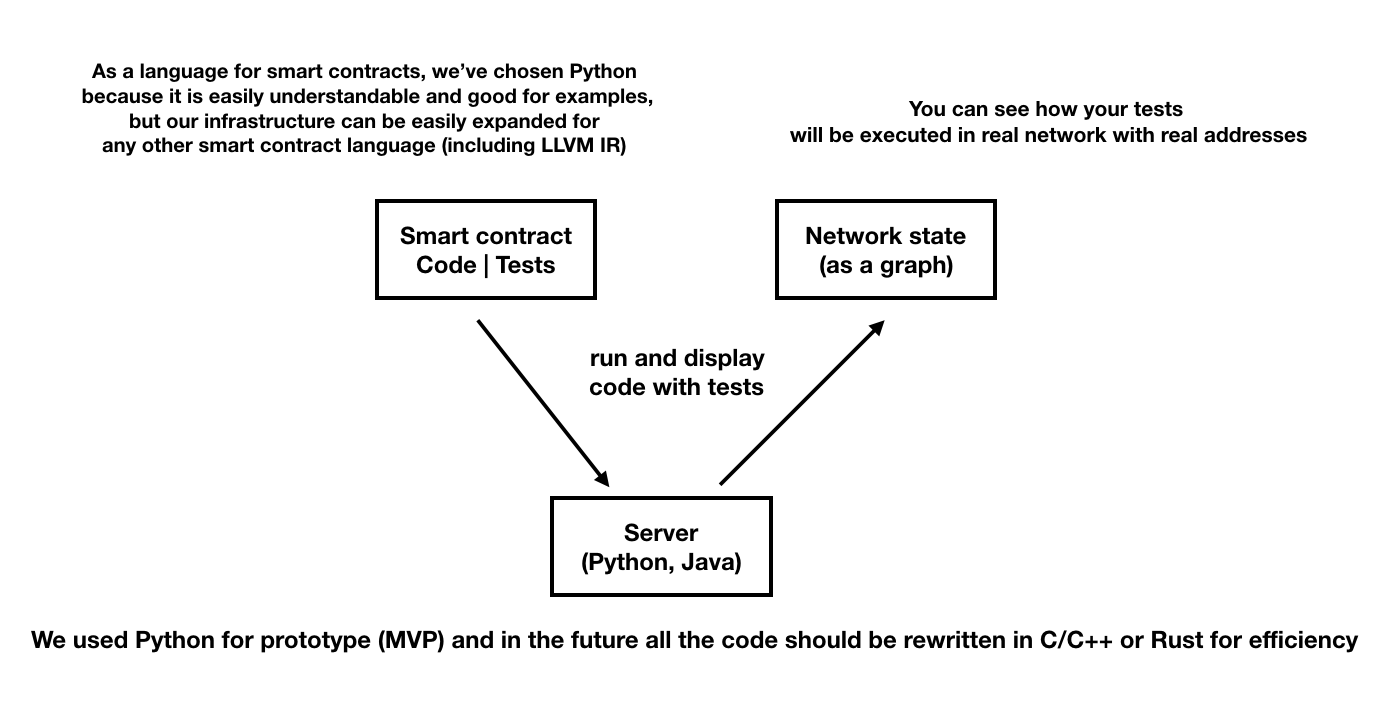 As a language for smart contracts, we’ve chosen Python
because it is easily understandable and good for examples,
but our infrastructure can be easily expanded for
any other smart contract language (including LLVM IR)
You can see how your tests
will be executed in real network with real addresses
Smart contract
Code | Tests
Network state
(as a graph)
run and display
code with tests
Server
(Python, Java)
We used Python for prototype (MVP) and in the future all the code should be rewritten in C/C++ or Rust for efficiency